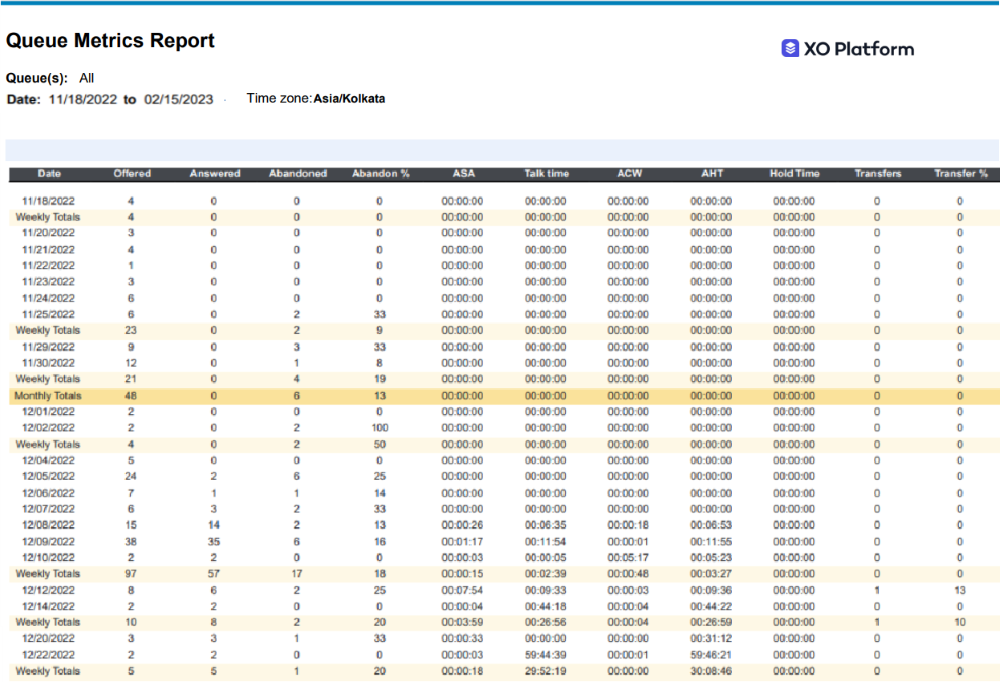 Queue Metrics Report
XO Platform
Queue(s): All
Date: 11/18/2022 to 02/15/2023 Time zone:Asia/Kolkata
Date Offered Answered Abandoned Abandon % ASA Talk time ACW AHT Hold Time Transfers Transfer %
11/18/2022 4 0 0 0 00:00:00 00:00:00 00:00:00 00:00:00 00:00:00 0 0
Weekly Totals 4 0 0 0 00:00:00 00:00:00 00:00:00 00:00:00 00:00:00 0 0
11/20/2022 3 0 0 0 00:00:00 00:00:00 00:00:00 00:00:00 00:00:00 0 0
11/21/2022 4 0 0 0 00:00:00 00:00:00 00:00:00 00:00:00 00:00:00 0 0
11/22/2022 1 0 0 0 00:00:00 00:00:00 00:00:00 00:00:00 00:00:00 0 0
11/23/2022 3 0 0 0 00:00:00 00:00:00 00:00:00 00:00:00 00:00:00 0 0
11/24/2022 6 0 0 0 00:00:00 00:00:00 00:00:00 00:00:00 00:00:00 0 0
11/25/2022 6 0 2 33 00:00:00 00:00:00 00:00:00 00:00:00 00:00:00 0 0
Weekly Totals 23 0 2 9 00:00:00 00:00:00 00:00:00 00:00:00 00:00:00 0 0
11/29/2022 9 0 3 33 00:00:00 00:00:00 00:00:00 00:00:00 00:00:00 0 0
11/30/2022 12 0 1 8 00:00:00 00:00:00 00:00:00 00:00:00 00:00:00 0 0
Weekly Totals 21 0 4 19 00:00:00 00:00:00 00:00:00 00:00:00 00:00:00 0 0
Monthly Totals 48 0 6 13 00:00:00 00:00:00 00:00:00 00:00:00 00:00:00 0 0
12/01/2022 2 0 0 0 00:00:00 00:00:00 00:00:00 00:00:00 00:00:00 0 0
12/02/2022 2 0 2 100 00:00:00 00:00:00 00:00:00 00:00:00 00:00:00 0 0
Weekly Totals 4 0 2 50 00:00:00 00:00:00 00:00:00 00:00:00 00:00:00 0 0
12/04/2022 5 0 0 0 00:00:00 00:00:00 00:00:00 00:00:00 00:00:00 0 0
12/05/2022 24 2 6 25 00:00:00 00:00:00 00:00:00 00:00:00 00:00:00 0 0
12/06/2022 7 1 1 14 00:00:00 00:00:00 00:00:00 00:00:00 00:00:00 0 0
12/07/2022 6 3 2 33 00:00:00 00:00:00 00:00:00 00:00:00 00:00:00 0 0
12/08/2022 15 14 2 13 00:00:26 00:06:35 00:00:18 00:06:53 00:00:00 0 0
12/09/2022 38 35 6 16 00:01:17 00:11:54 00:00:01 00:11:55 00:00:00 0 0
12/10/2022 2 2 0 0 00:00:03 00:00:05 00:05:17 00:05:23 00:00:00 0 0
Weekly Totals 97 57 17 18 00:00:15 00:02:39 00:00:48 00:03:27 00:00:00 0 0
12/12/2022 8 6 2 25 00:07:54 00:09:33 00:00:03 00:09:36 00:00:00 1 13
12/14/2022 2 2 0 0 00:00:04 00:44:18 00:00:04 00:44:22 00:00:00 0 0
Weekly Totals 10 8 2 20 00:03:59 00:26:56 00:00:04 00:26:59 00:00:00 1 10
12/20/2022 3 3 1 33 00:00:33 00:00:00 00:00:00 00:31:12 00:00:00 0 0
12/22/2022 2 2 0 0 00:00:03 59:44:39 00:00:01 59:46:21 00:00:00 0 0
Weekly Totals 5 5 1 20 00:00:18 29:52:19 00:00:00 30:08:46 00:00:00 0 0